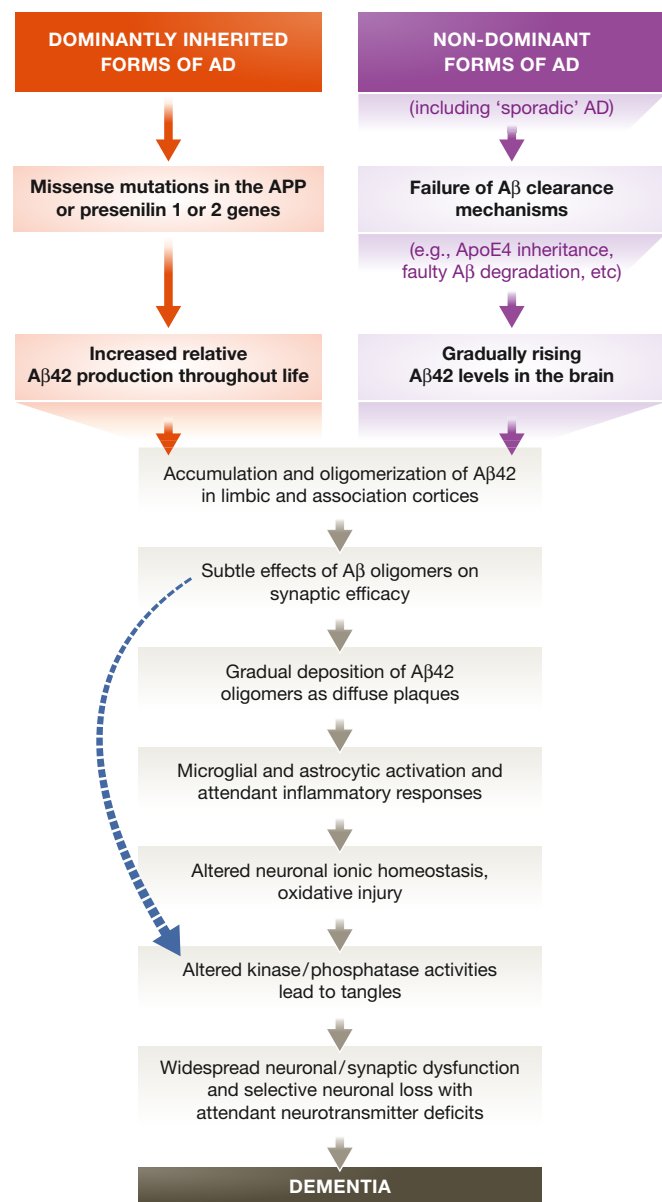 DOMINANTLY INHERITED
FORMS OF AD
NON-DOMINANT
FORMS OF AD
(including ‘sporadic’ AD)
Missense mutations in the APP
or presenilin 1 or 2 genes
Failure of Aβ clearance
mechanisms
(e.g., ApoE4 inheritance,
faulty Aβ degradation, etc)
Increased relative
Aβ42 production throughout life
Gradually rising
Aβ42 levels in the brain
Accumulation and oligomerization of Aβ42
in limbic and association cortices
Subtle effects of Aβ oligomers on
synaptic efficacy
Gradual deposition of Aβ42
oligomers as diffuse plaques
Microglial and astrocytic activation and
attendant inflammatory responses
Altered neuronal ionic homeostasis,
oxidative injury
Altered kinase/phosphatase activities
lead to tangles
Widespread neuronal/synaptic dysfunction
and selective neuronal loss with
attendant neurotransmitter deficits
DEMENTIA